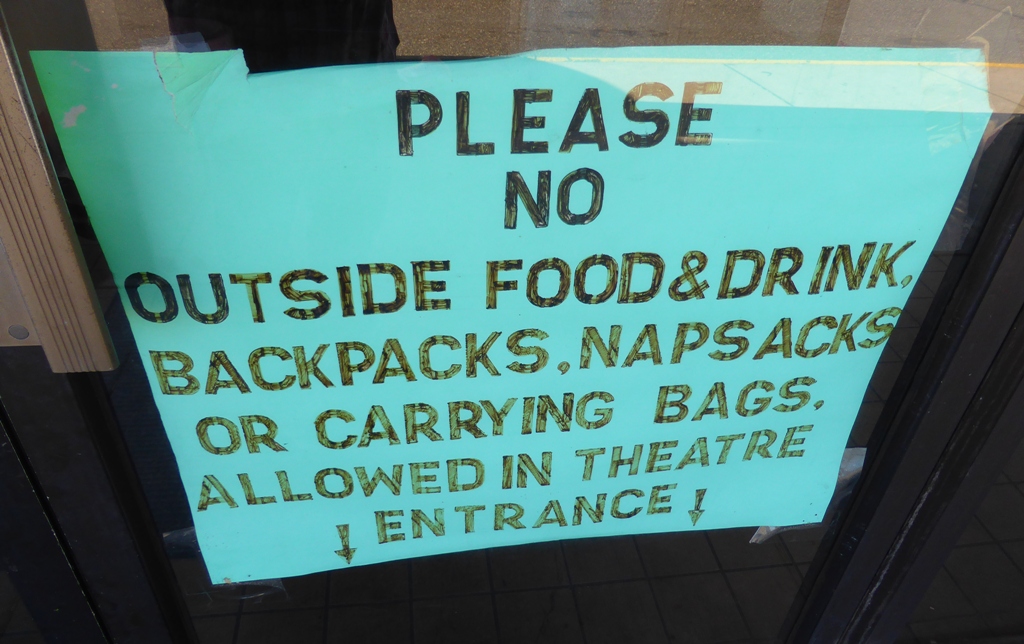 PLEASE
NO
OUTSIDE FOOD & DRINK,
BACKPACKS, NAPSACKS
OR CARRYING BAGS.
ALLOWED IN THEATRE
↓ ENTRANCE ↓